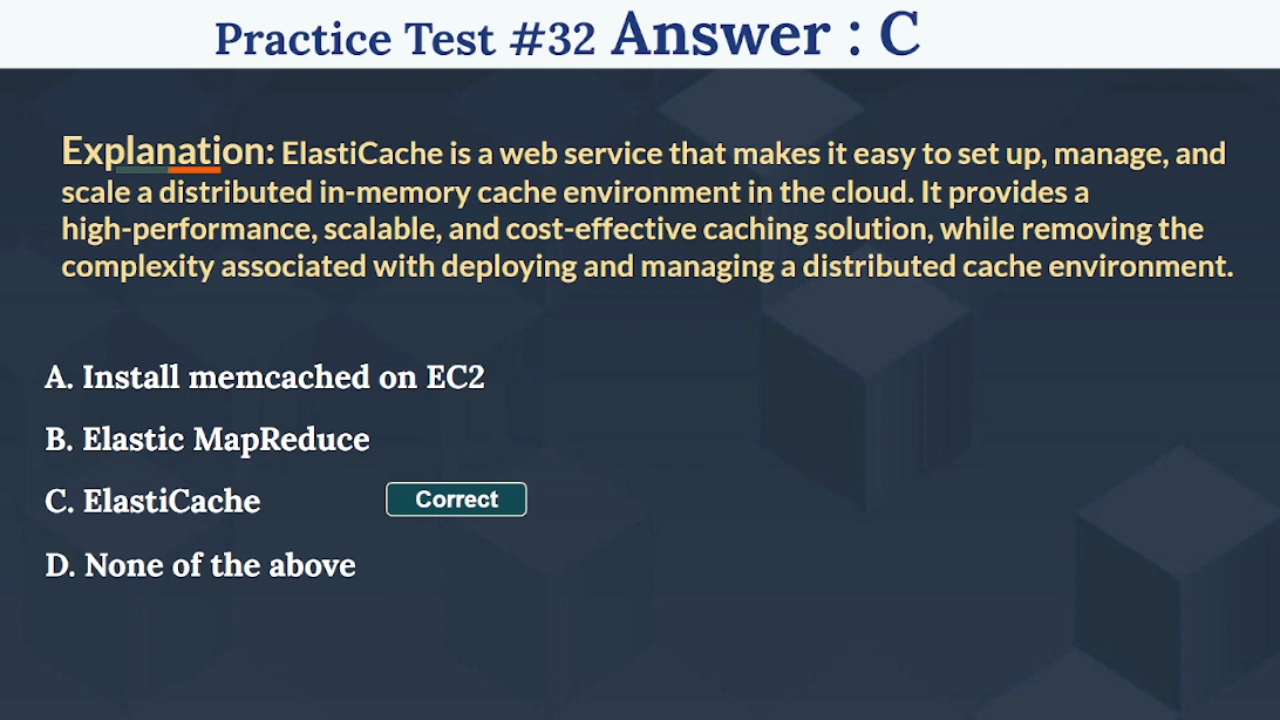 Practice Test #32 Answer : C
Explanation: ElastiCache is a web service that makes it easy to set up, manage, and
scale a distributed in-memory cache environment in the cloud. It provides a
high-performance, scalable, and cost-effective caching solution, while removing the
complexity associated with deploying and managing a distributed cache environment.
A. Install memcached on EC2
B. Elastic MapReduce
C. ElastiCache Correct
D. None of the above